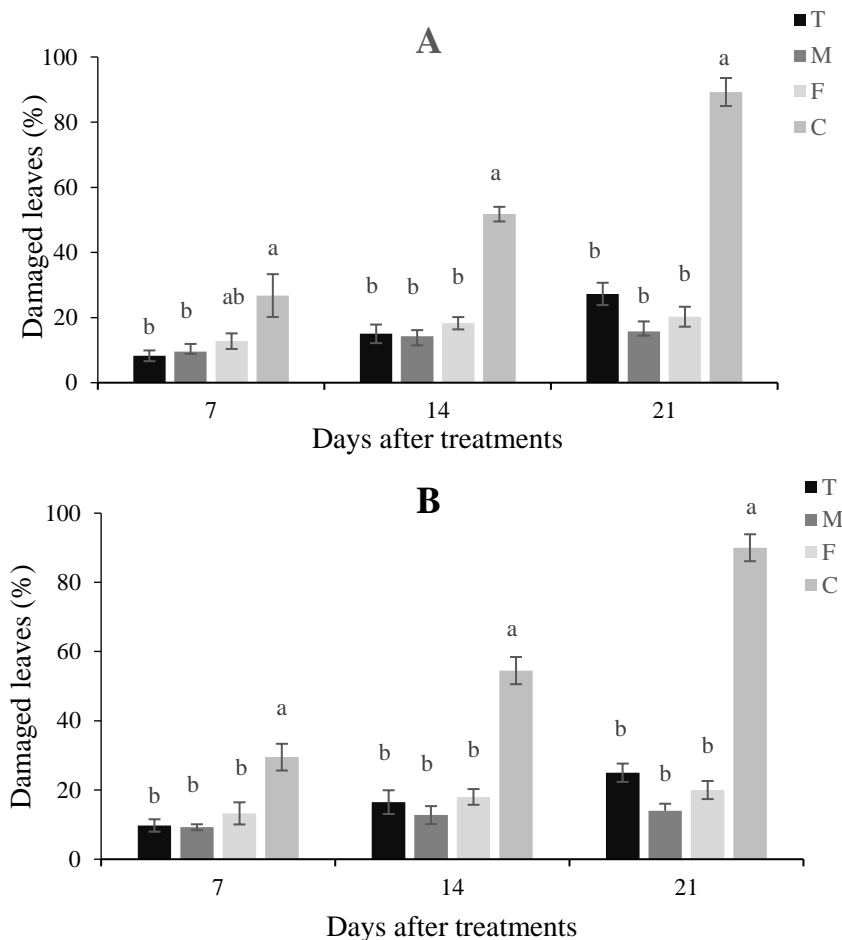 A
T
M
F
C
Damaged leaves (%)
100
80
60
40
20
0
b b ab a
b b b a
b b b a
7 14 21
Days after treatments
B
T
M
F
C
Damaged leaves (%)
100
80
60
40
20
0
b b b a
b b b a
b b b a
7 14 21
Days after treatments